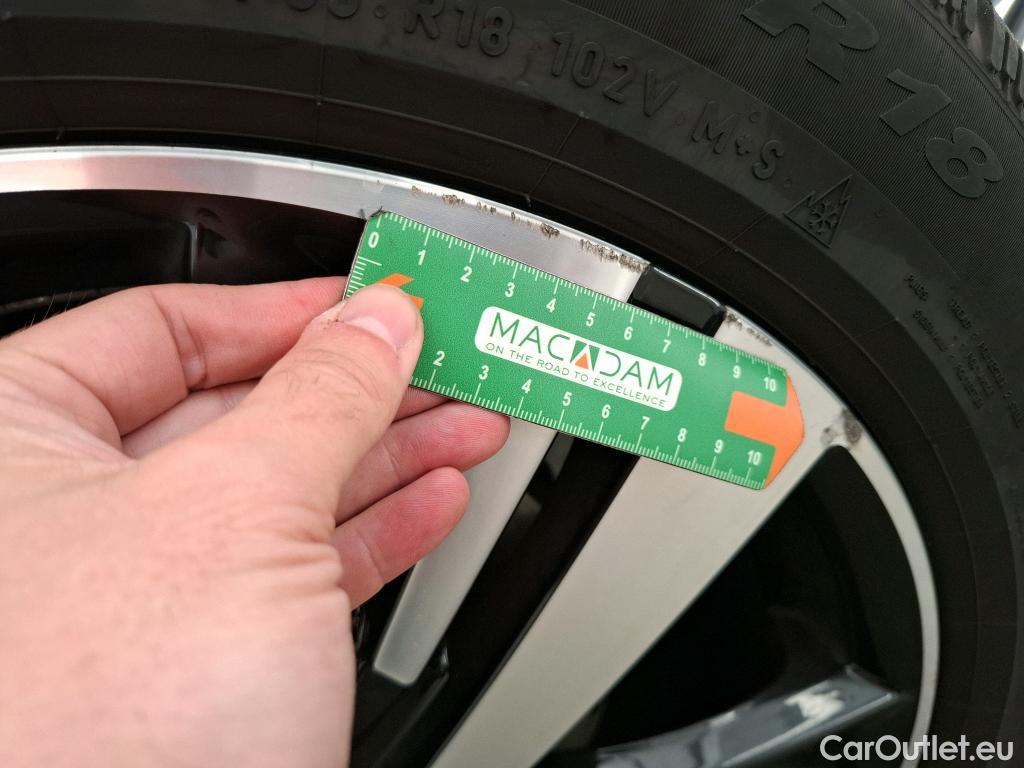 R18 102V M+S
R 18
0 1 2 3 4 5 6 7 8 9 10
MACADAM
ON THE ROAD TO EXCELLENCE
2 3 4 5 6 7 8 9 10
CarOutlet.eu